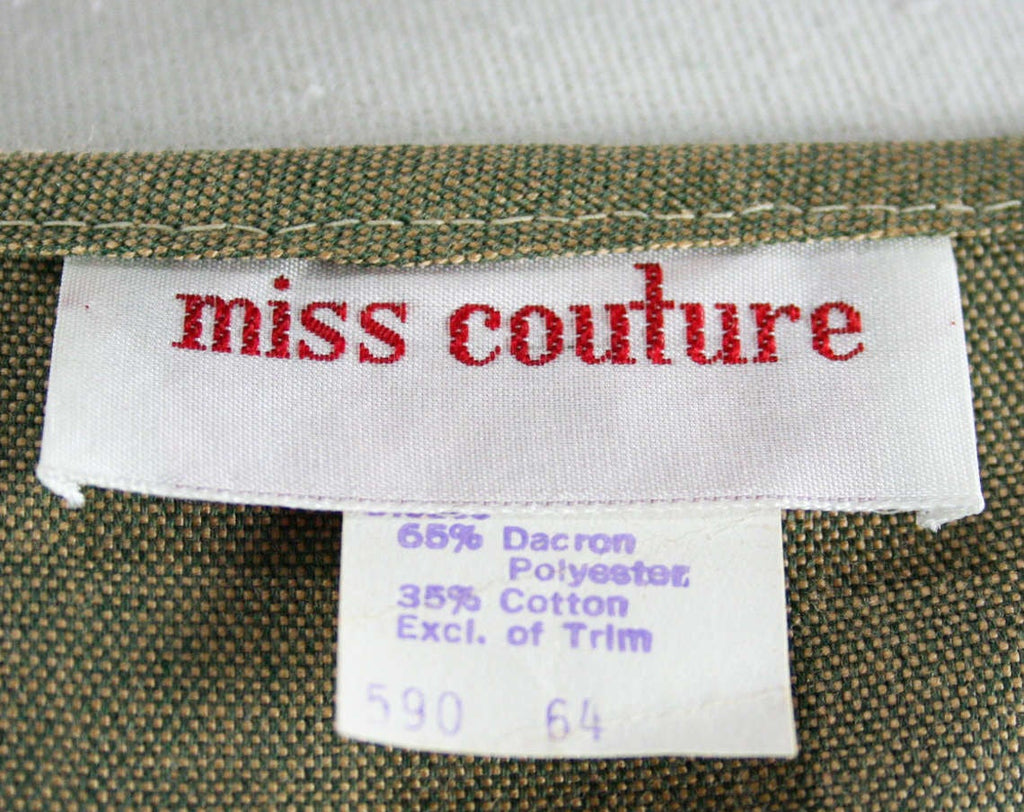 miss couture
65% Dacron
Polyester
35% Cotton
Excl. of Trim
590 64